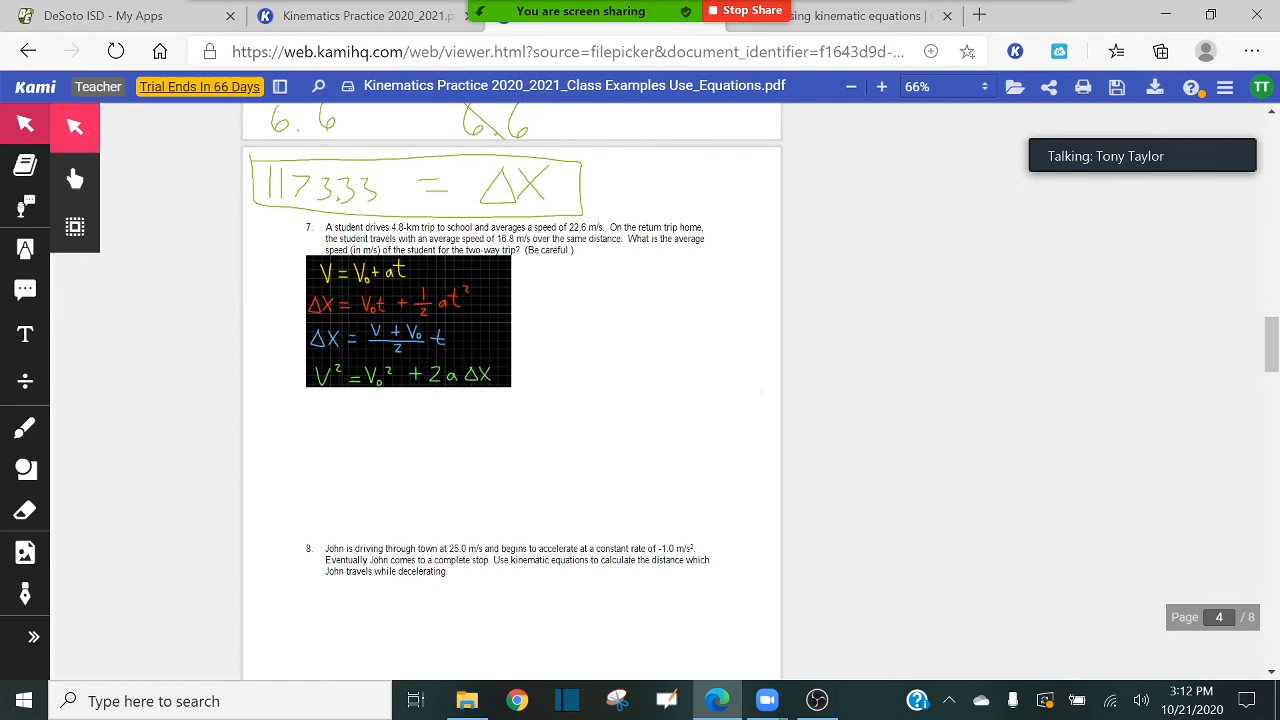 DeSoto ISD - My Apps
Kinematics 2020_2021.p
You are screen sharing
Stop Share
sing kinematic equations | (
https://web.kamihq.com/web/viewer.html?source=filepicker&document_identifier=f1643d9d-...
Kami
Teacher
Trial Ends In 66 Days
Kinematics Practice 2020_2021_Class Examples Use_Equations.pdf
66%
TT
6.6 6.6
Talking: Tony Taylor
1173.33 = ΔX
7. A student drives 4.8-km trip to school and averages a speed of 22.6 m/s. On the return trip home,
the student travels with an average speed of 16.8 m/s over the same distance. What is the average
speed (in m/s) of the student for the two-way trip? (Be careful.)
V = V₀ + at
ΔX = V₀t + 1/2 at²
ΔX = (V + V₀)/2 t
V² = V₀² + 2aΔX
8. John is driving through town at 25.0 m/s and begins to accelerate at a constant rate of -1.0 m/s².
Eventually John comes to a complete stop. Use kinematic equations to calculate the distance which
John travels while decelerating.
Page 4 / 8
Type here to search
3:12 PM
10/21/2020